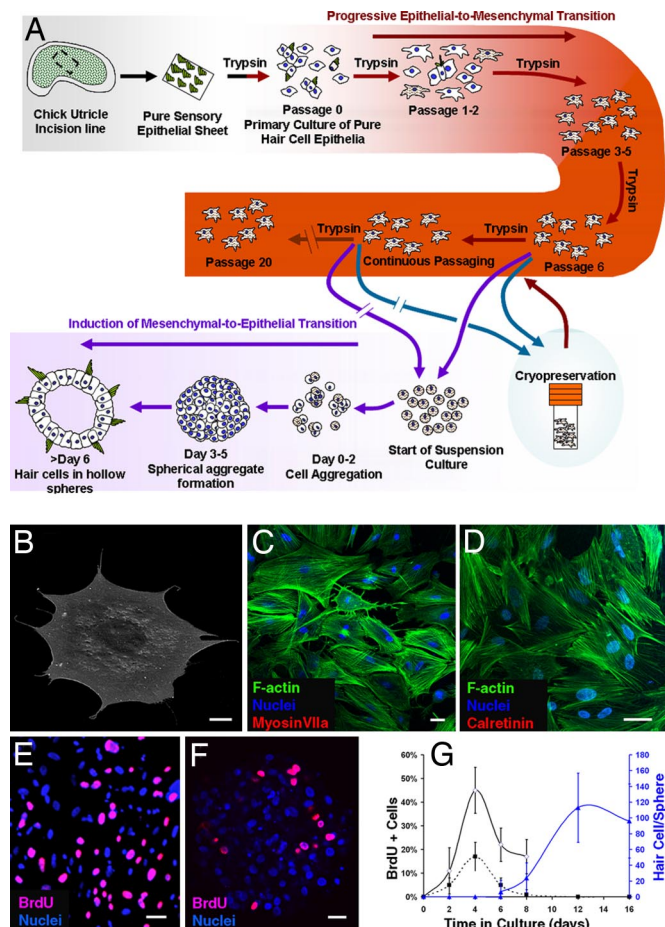 A
Progressive Epithelial-to-Mesenchymal Transition
Trypsin
Trypsin
Trypsin
Chick Utricle
Incision line
Pure Sensory
Epithelial Sheet
Passage 0
Primary Culture of Pure
Hair Cell Epithelia
Passage 1-2
Passage 3-5
Trypsin
Trypsin
Trypsin
Passage 20
Continuous Passaging
Passage 6
Induction of Mesenchymal-to-Epithelial Transition
Cryopreservation
>Day 6
Hair cells in hollow
spheres
Day 3-5
Spherical aggregate
formation
Day 0-2
Cell Aggregation
Start of Suspension
Culture
B
C
F-actin
Nuclei
MyosinVIIa
D
F-actin
Nuclei
Calretinin
E
BrdU
Nuclei
F
BrdU
Nuclei
G
BrdU + Cells
60%
50%
40%
30%
20%
10%
0%
180
160
140
120
100
80
60
40
20
0
Hair Cell/Sphere
0 2 4 6 8 10 12 14 16
Time in Culture (days)